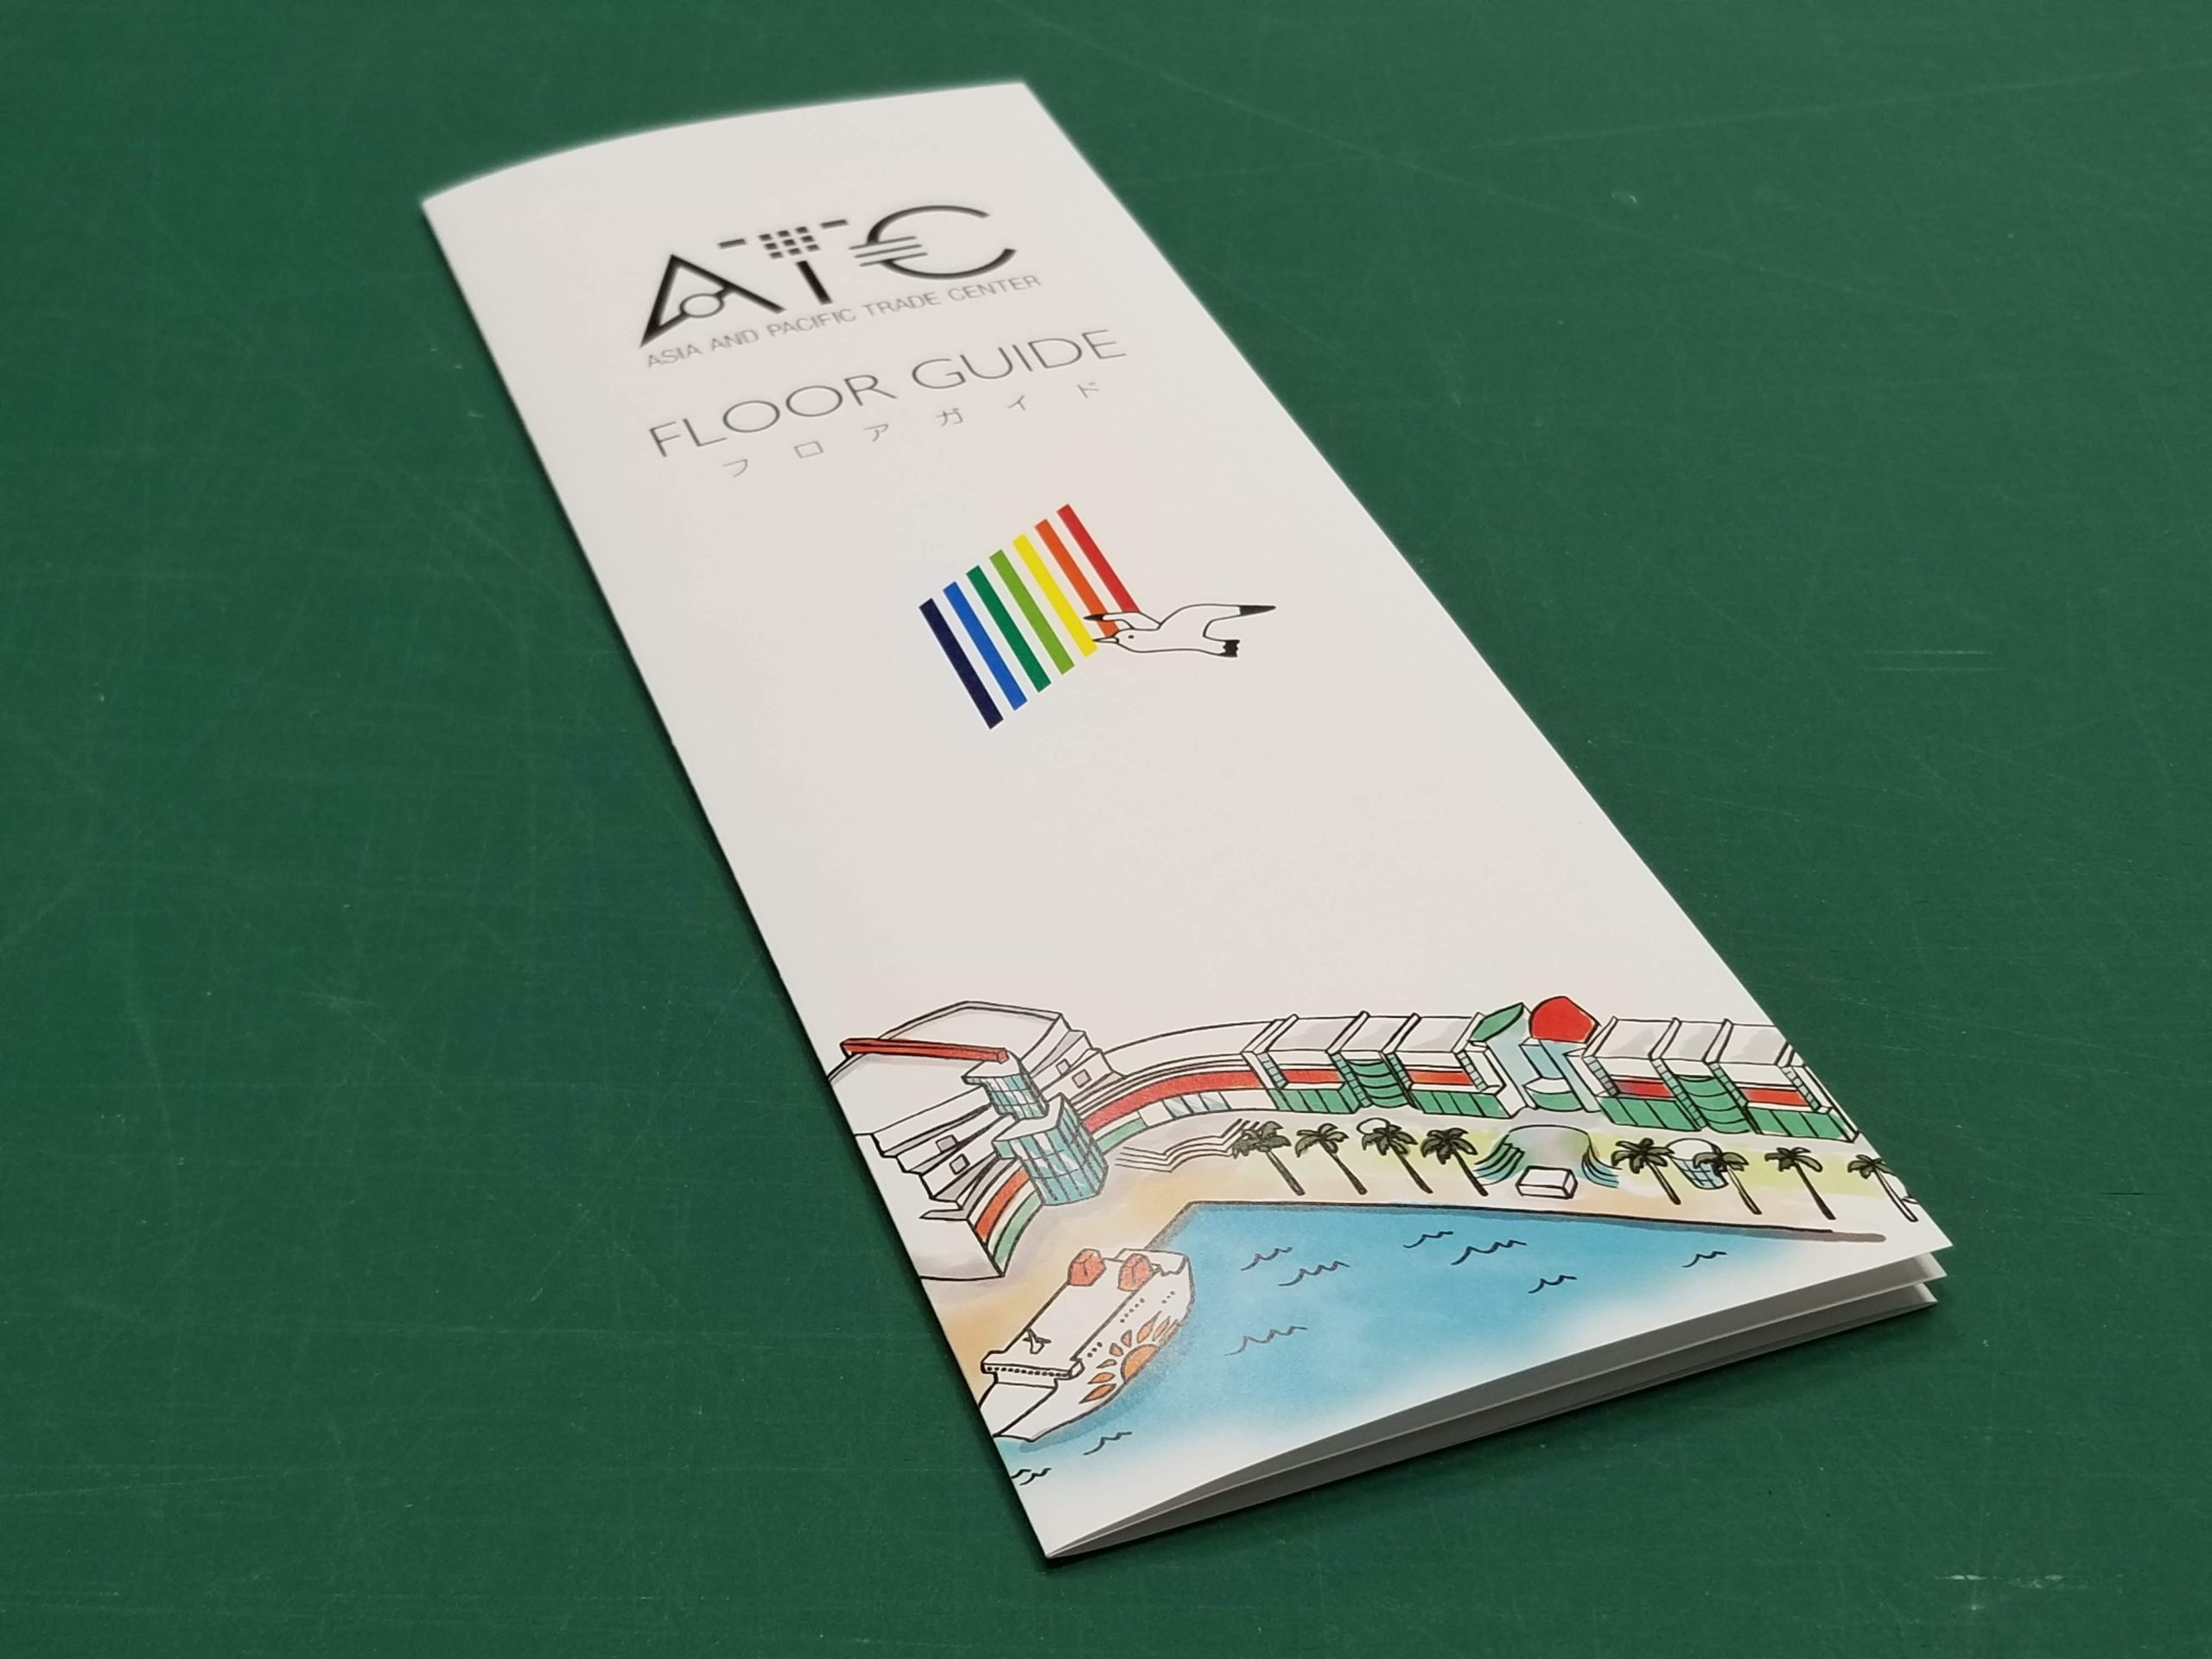 ATC
ASIA AND PACIFIC TRADE CENTER
FLOOR GUIDE
フロアガイド